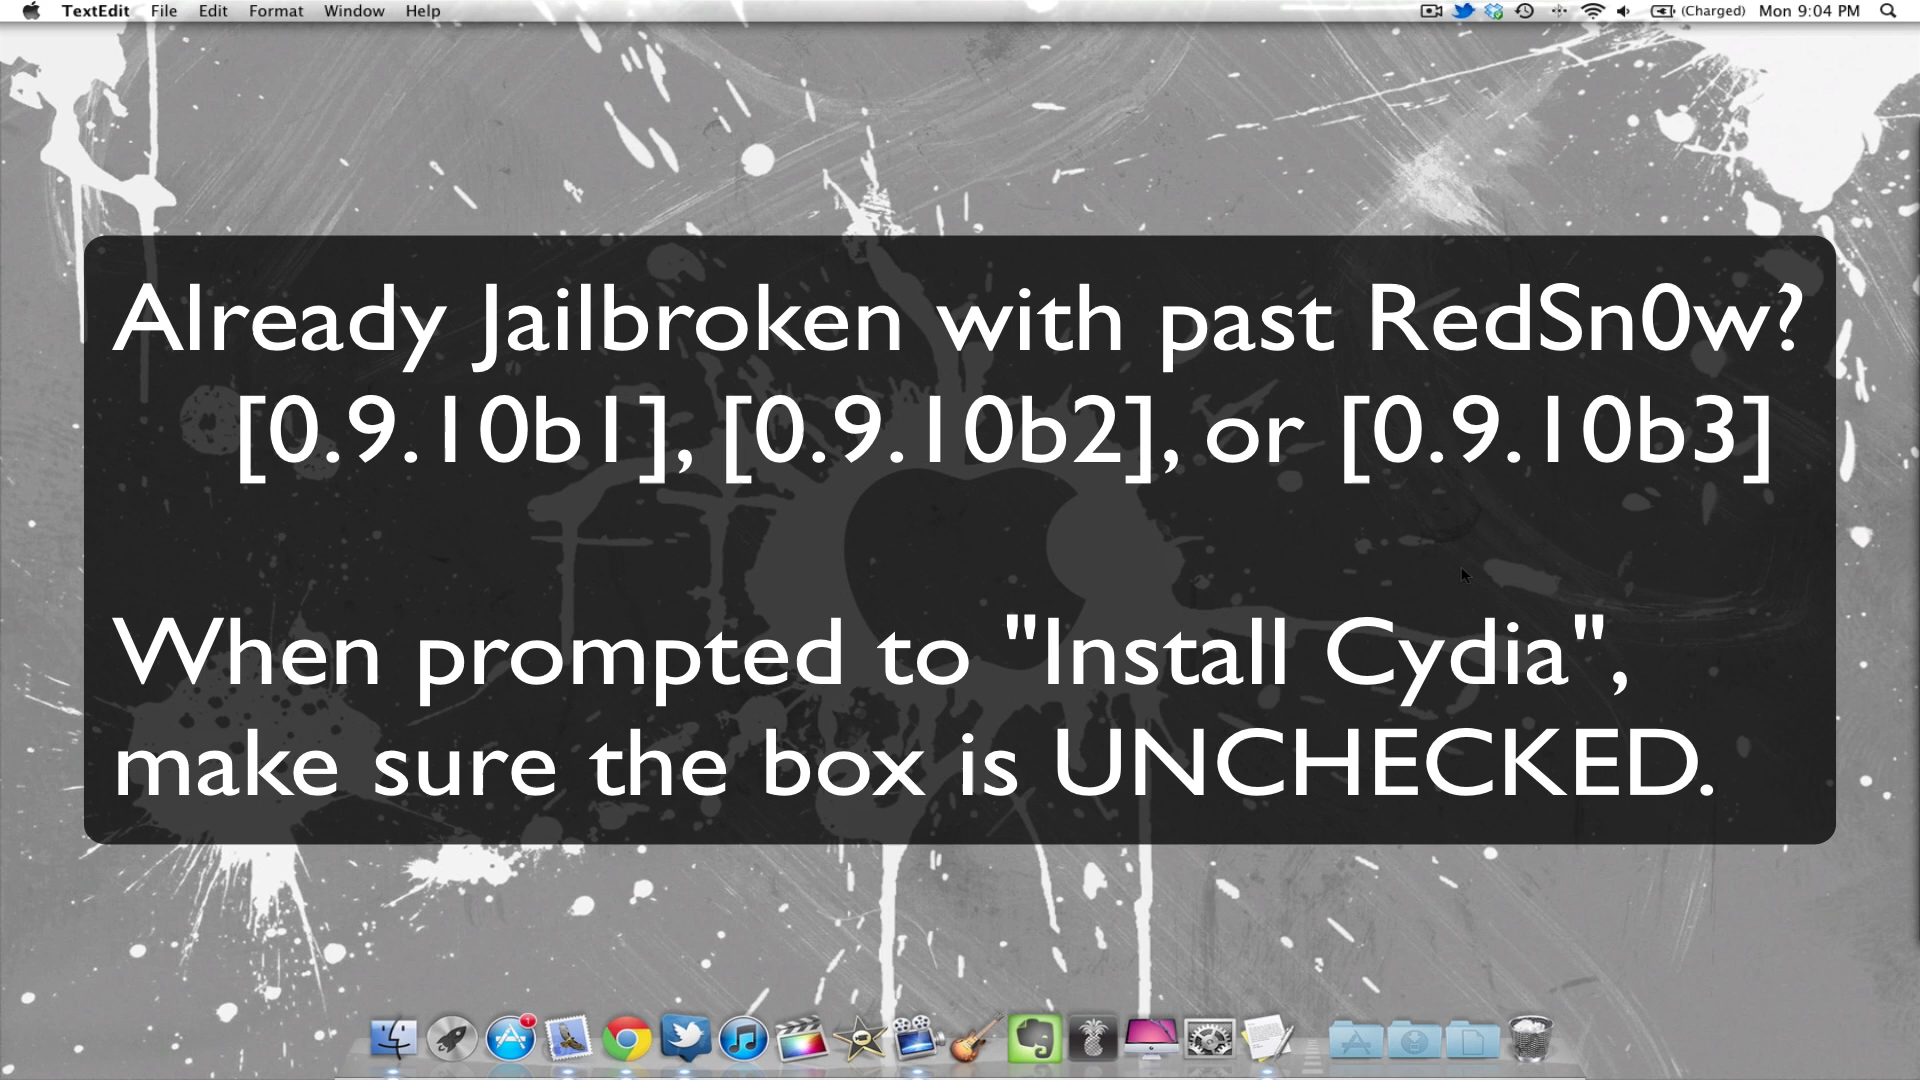 TextEdit File Edit Format Window Help (Charged) Mon 9:04 PM
Already Jailbroken with past RedSn0w?
[0.9.10b1], [0.9.10b2], or [0.9.10b3]
When prompted to "Install Cydia",
make sure the box is UNCHECKED.
1